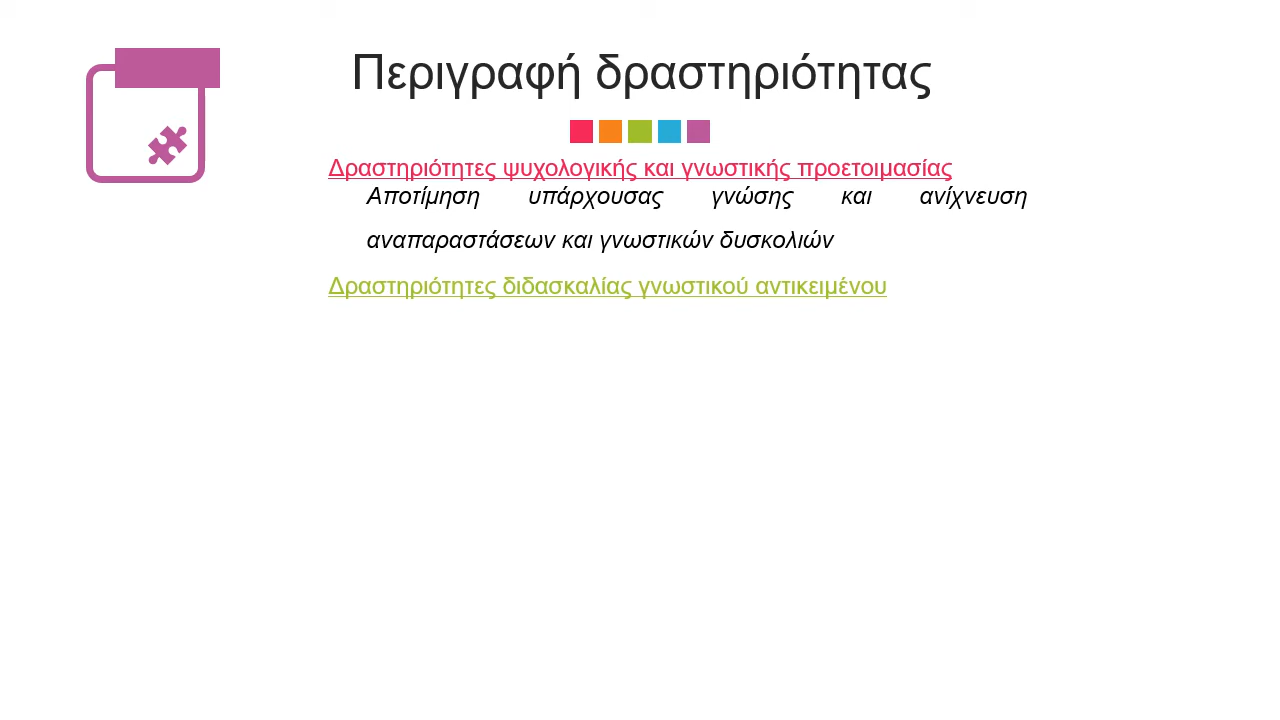 Περιγραφή δραστηριότητας
Δραστηριότητες ψυχολογικής και γνωστικής προετοιμασίας
Αποτίμηση υπάρχουσας γνώσης και ανίχνευση
αναπαραστάσεων και γνωστικών δυσκολιών
Δραστηριότητες διδασκαλίας γνωστικού αντικειμένου